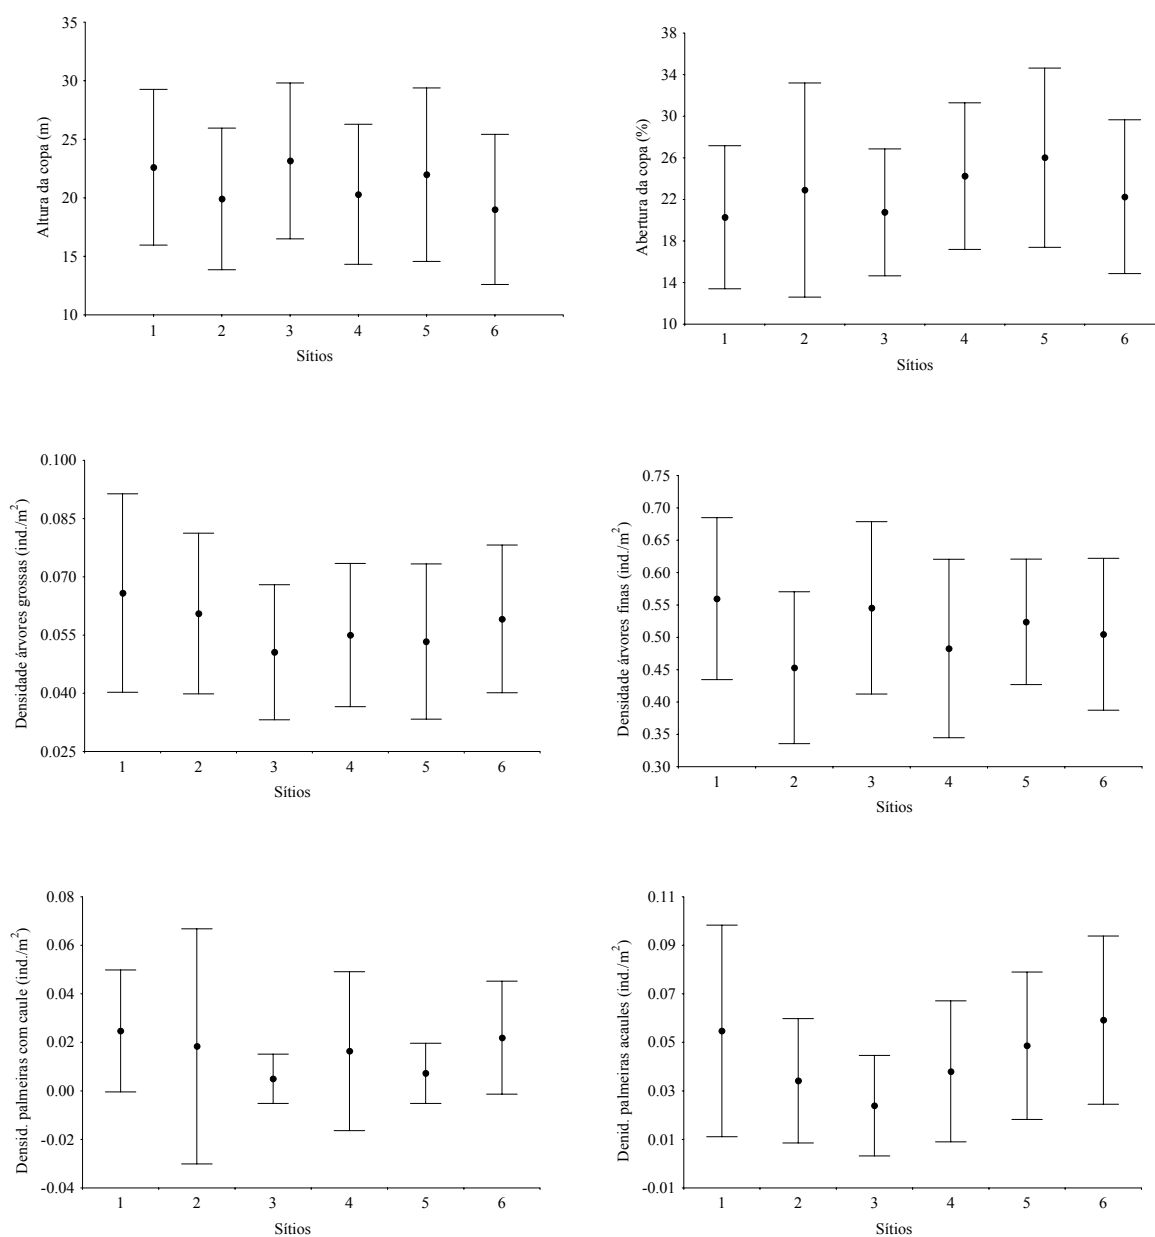 Altura da copa (m)
35
30
25
20
15
10
1 2 3 4 5 6
Sítios
Abertura da copa (%)
38
34
30
26
22
18
14
10
1 2 3 4 5 6
Sítios
Densidade árvores grossas (ind./m²)
0.100
0.085
0.070
0.055
0.040
0.025
1 2 3 4 5 6
Sítios
Densidade árvores finas (ind./m²)
0.75
0.70
0.65
0.60
0.55
0.50
0.45
0.40
0.35
0.30
1 2 3 4 5 6
Sítios
Densid. palmeiras com caule (ind./m²)
0.08
0.06
0.04
0.02
0.00
-0.02
-0.04
1 2 3 4 5 6
Sítios
Denid. palmeiras acaules (ind./m²)
0.11
0.09
0.07
0.05
0.03
0.01
-0.01
1 2 3 4 5 6
Sítios